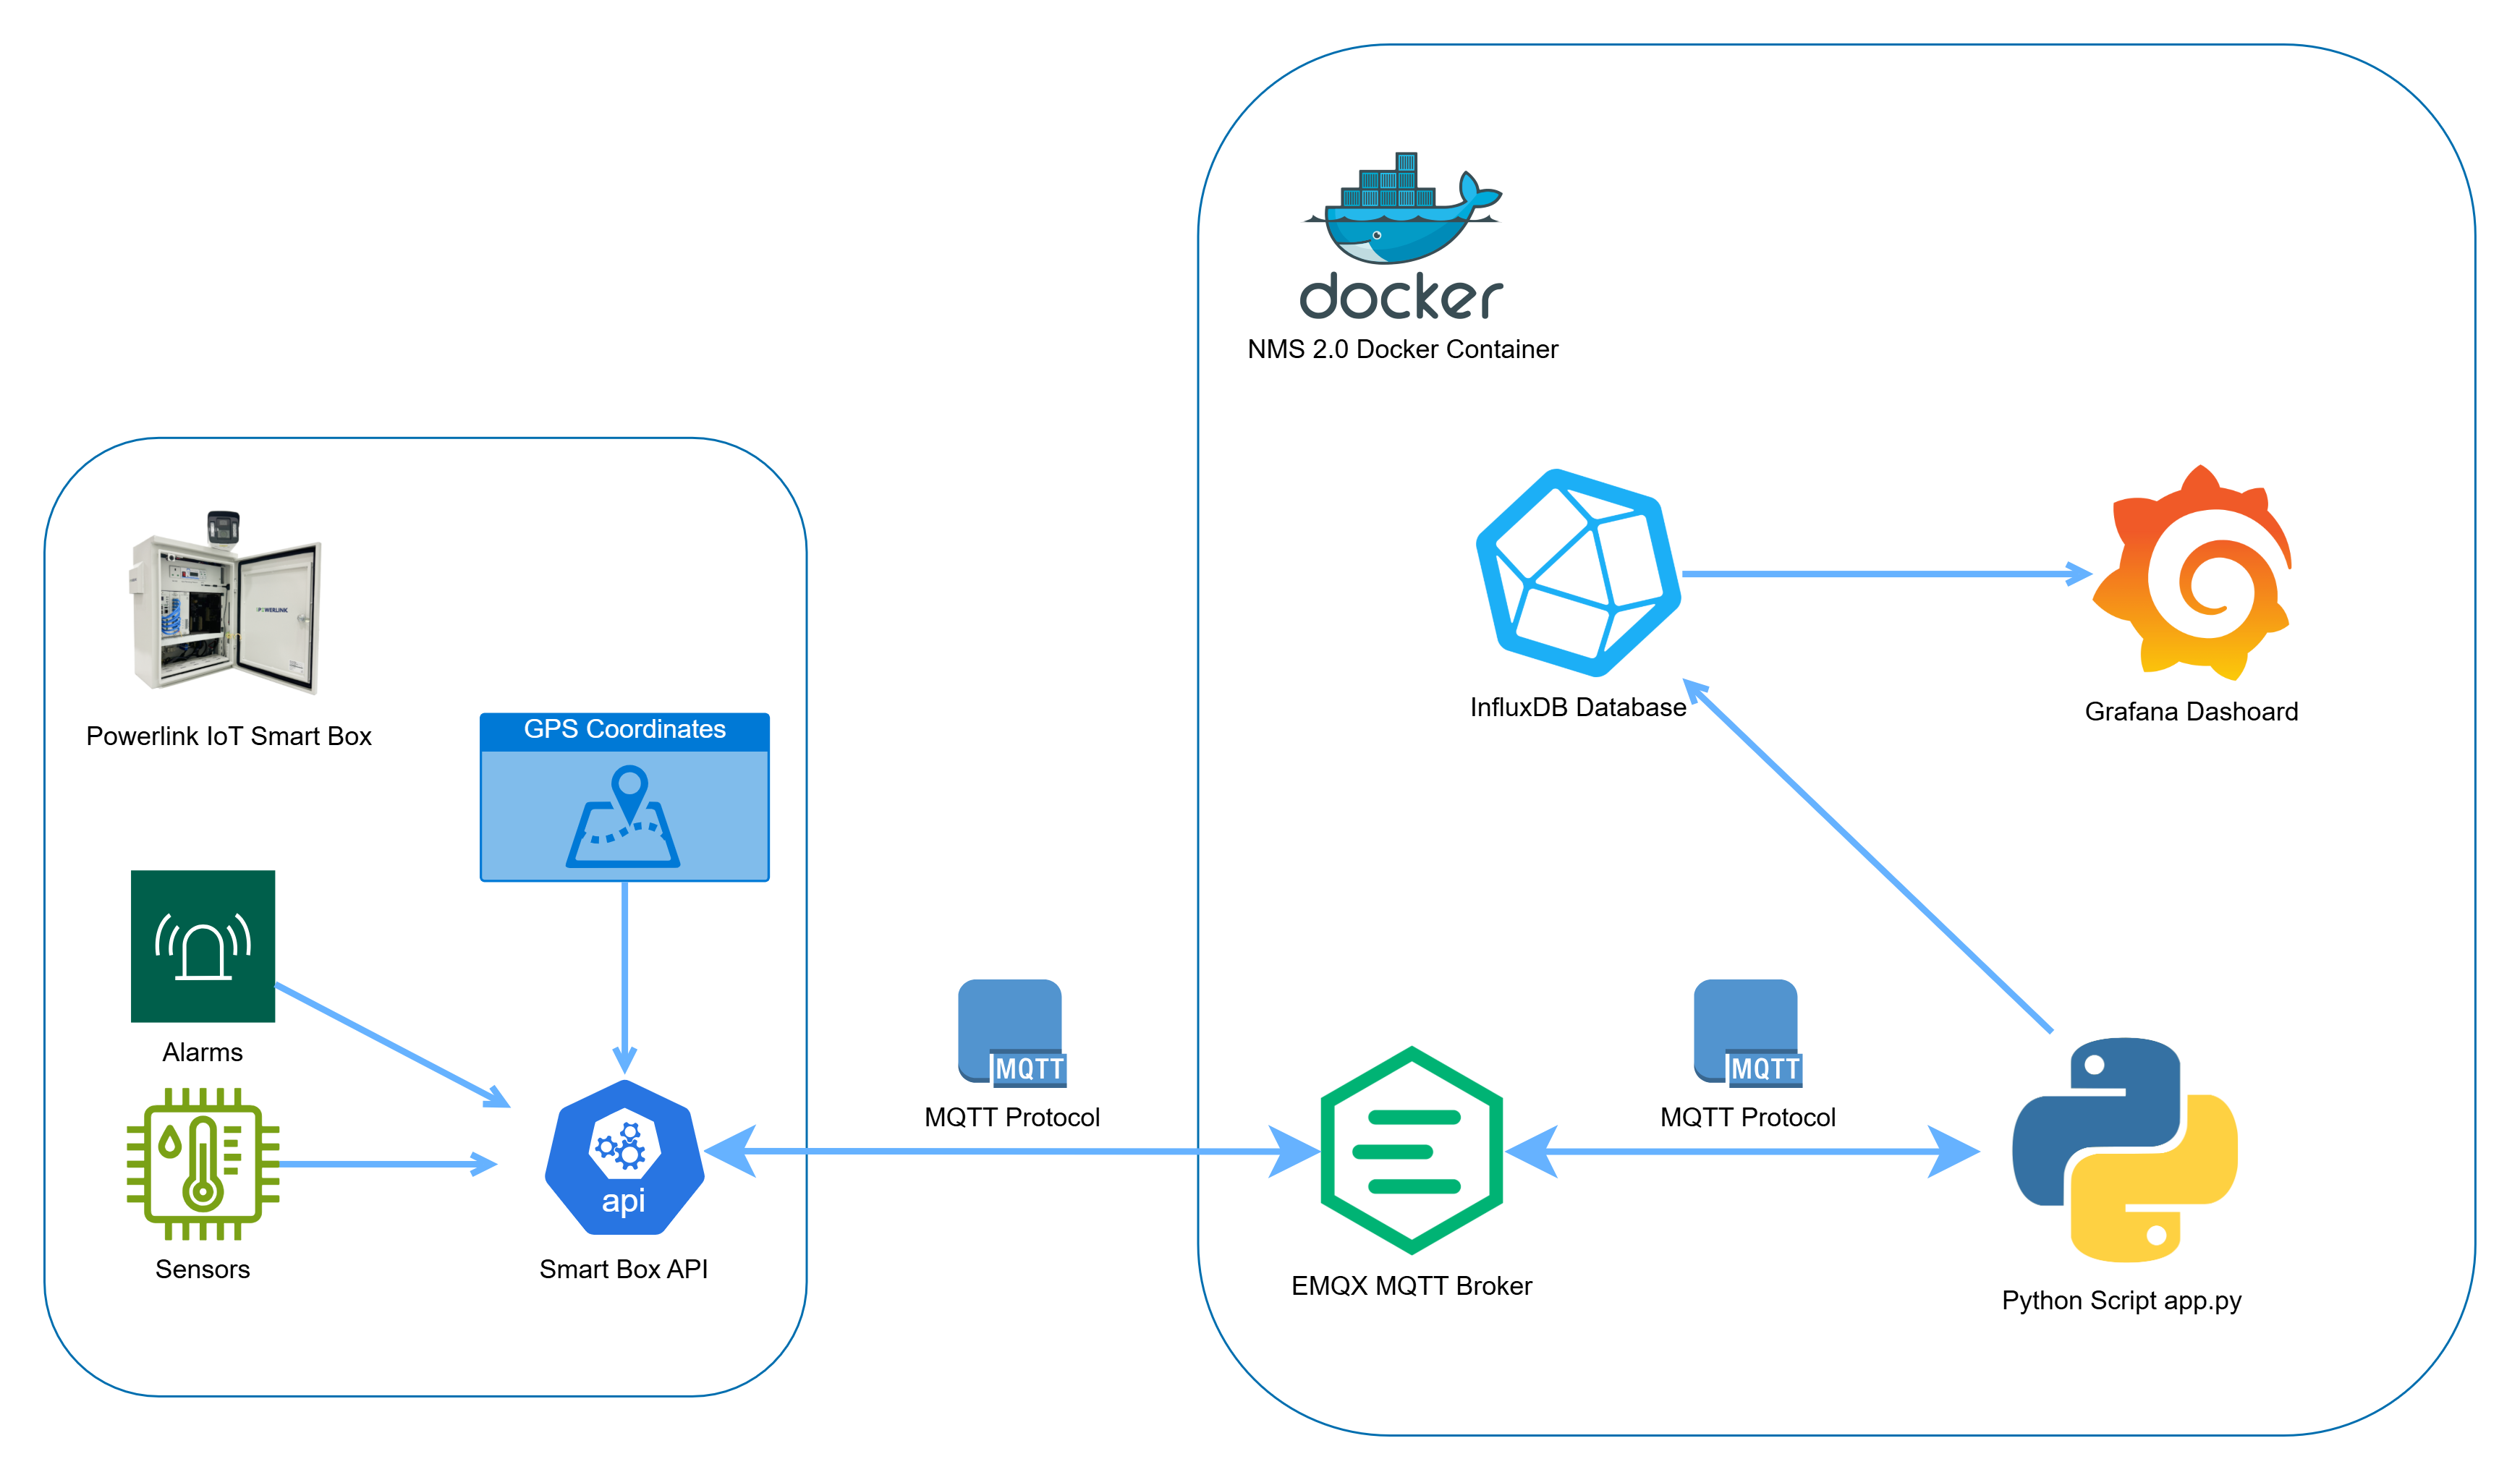 docker
NMS 2.0 Docker Container
POWERLINK
Powerlink IoT Smart Box
GPS Coordinates
InfluxDB Database
Grafana Dashoard
Alarms
MQTT
MQTT Protocol
MQTT
MQTT Protocol
api
Sensors
Smart Box API
EMQX MQTT Broker
Python Script app.py